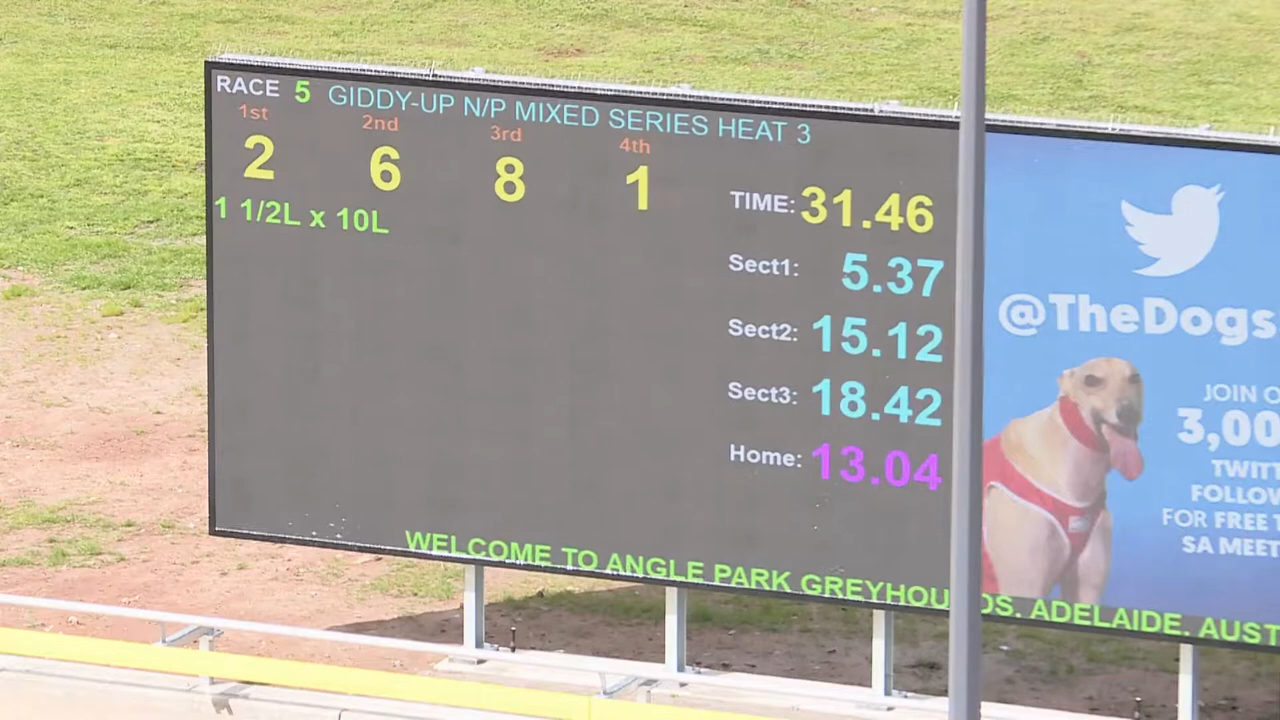 RACE 5 GIDDY-UP N/P MIXED SERIES HEAT 3
1st 2nd 3rd 4th
2 6 8 1
1 1/2L x 10L
TIME: 31.46
Sect1: 5.37
Sect2: 15.12
Sect3: 18.42
Home: 13.04
WELCOME TO ANGLE PARK GREYHOU DS, ADELAIDE, AUST
@TheDogs
JOIN O
3,00
TWITT
FOLLOW
FOR FREE T
SA MEET